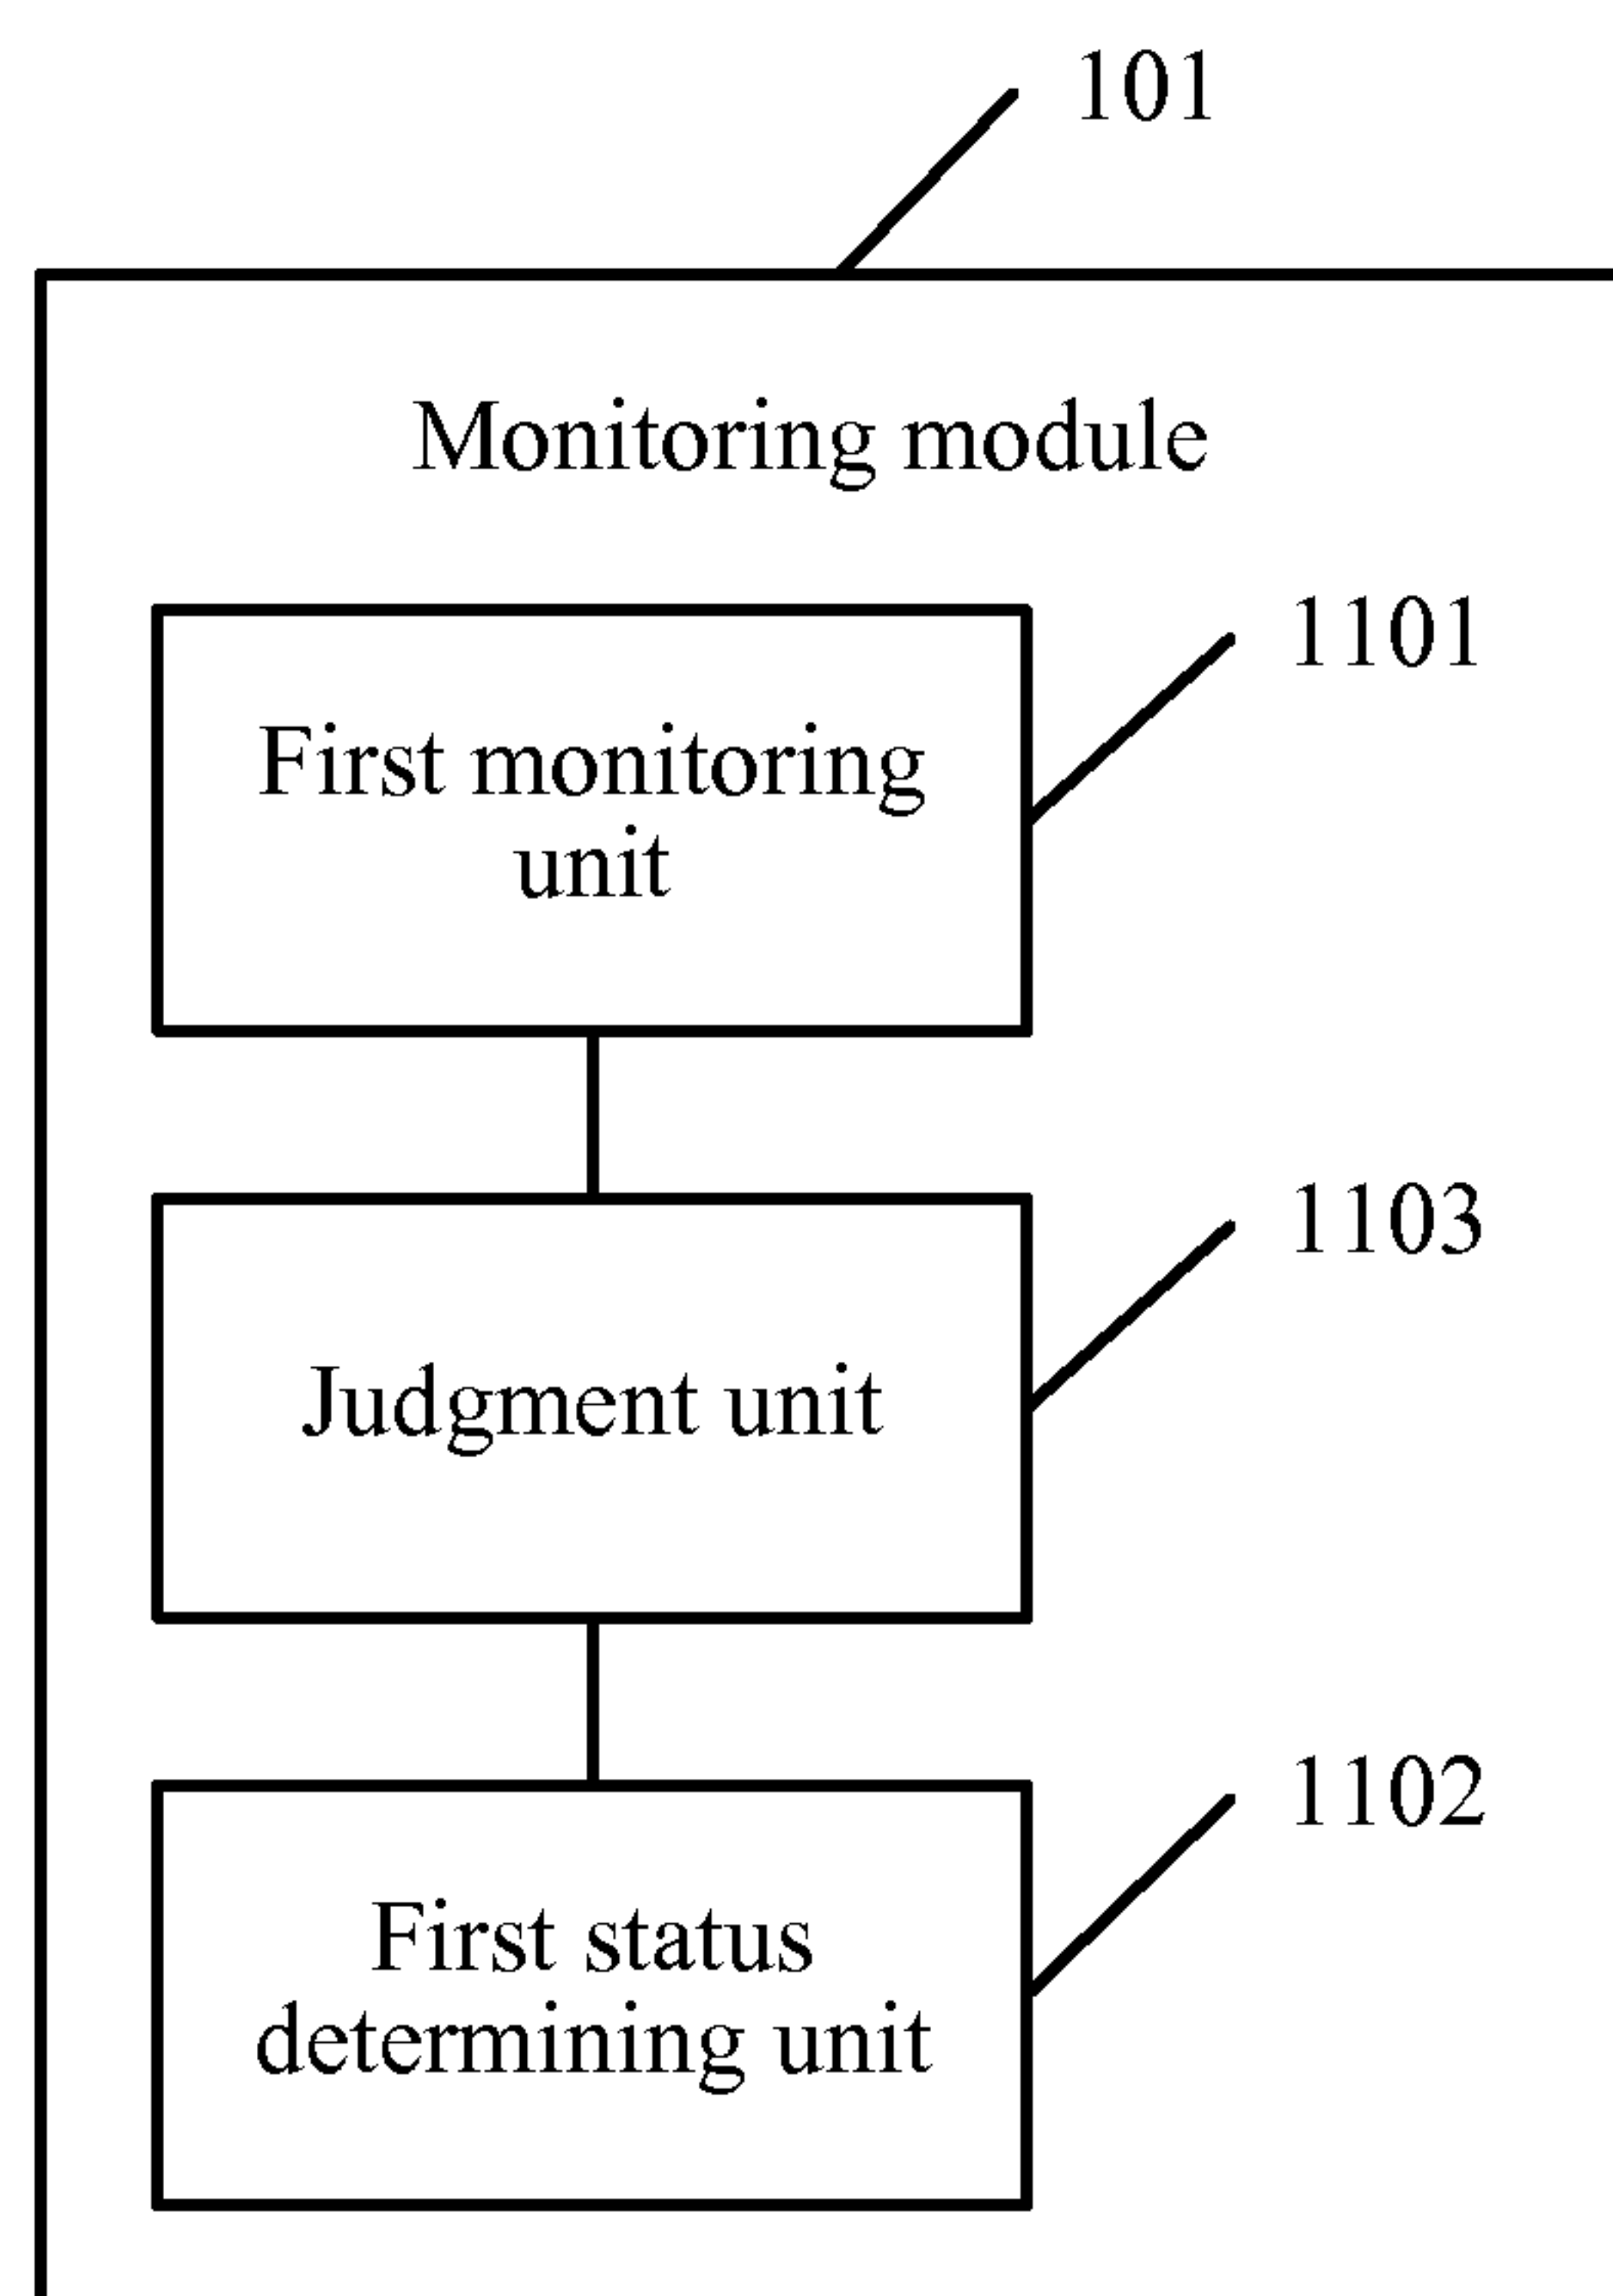 101
Monitoring module
1101
First monitoring
unit
1103
Judgment unit
1102
First status
determining unit